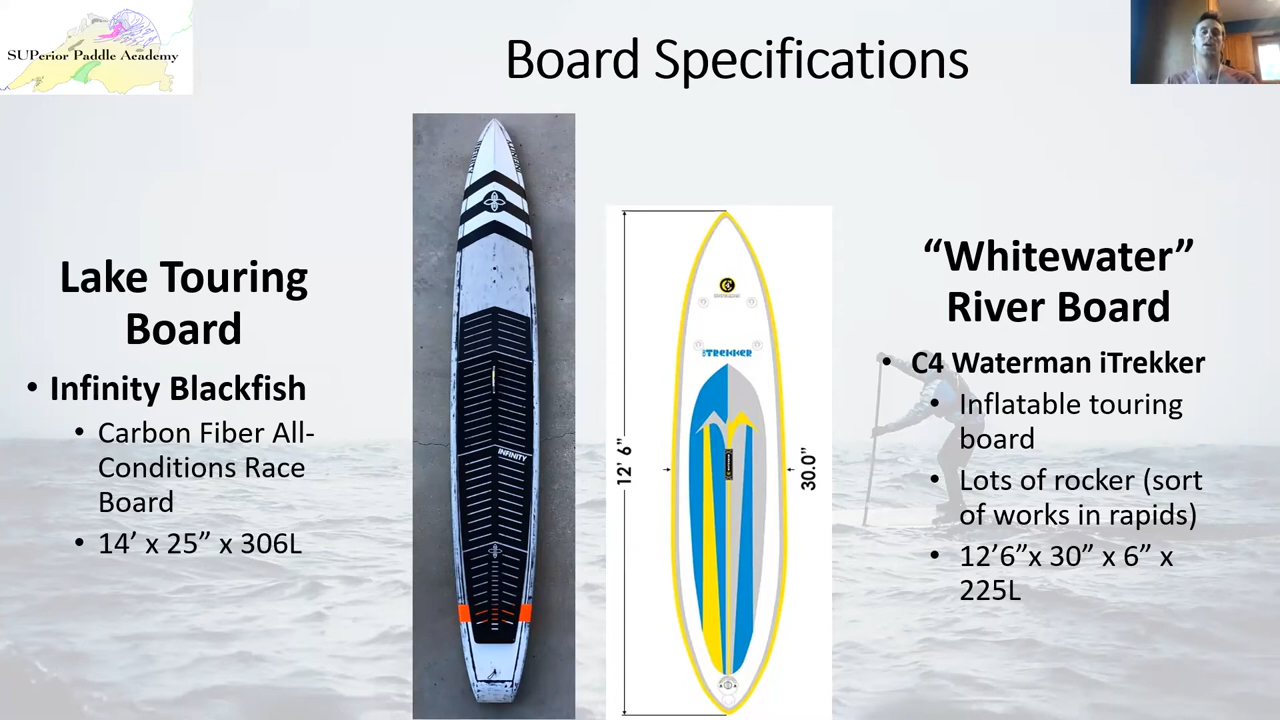 SUPerior Paddle Academy
Board Specifications
Lake Touring
Board
• Infinity Blackfish
• Carbon Fiber All-
Conditions Race
Board
• 14’ x 25” x 306L
INFINITY
TREKKER
12' 6"
30.0"
“Whitewater”
River Board
• C4 Waterman iTrekker
• Inflatable touring
board
• Lots of rocker (sort
of works in rapids)
• 12’6”x 30” x 6” x
225L